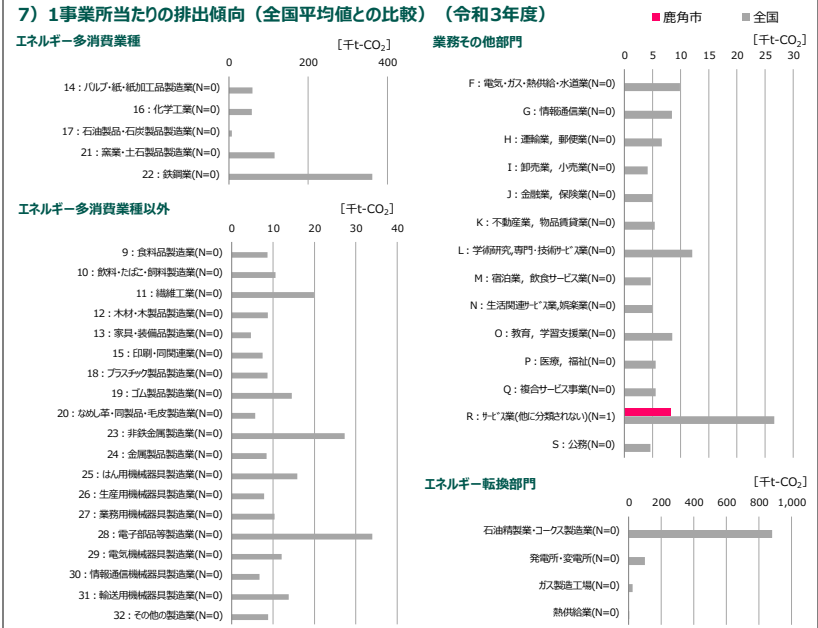 7）1事業所当たりの排出傾向（全国平均値との比較）（令和3年度）
■鹿角市 ■全国
エネルギー多消費業種
[千t-CO₂]
0 200 400
14：パルプ・紙・紙加工品製造業(N=0)
16：化学工業(N=0)
17：石油製品・石炭製品製造業(N=0)
21：窯業・土石製品製造業(N=0)
22：鉄鋼業(N=0)
エネルギー多消費業種以外
[千t-CO₂]
0 10 20 30 40
9：食料品製造業(N=0)
10：飲料・たばこ・飼料製造業(N=0)
11：繊維工業(N=0)
12：木材・木製品製造業(N=0)
13：家具・装備品製造業(N=0)
15：印刷・同関連業(N=0)
18：プラスチック製品製造業(N=0)
19：ゴム製品製造業(N=0)
20：なめし革・同製品・毛皮製造業(N=0)
23：非鉄金属製造業(N=0)
24：金属製品製造業(N=0)
25：はん用機械器具製造業(N=0)
26：生産用機械器具製造業(N=0)
27：業務用機械器具製造業(N=0)
28：電子部品等製造業(N=0)
29：電気機械器具製造業(N=0)
30：情報通信機械器具製造業(N=0)
31：輸送用機械器具製造業(N=0)
32：その他の製造業(N=0)
業務その他部門
[千t-CO₂]
0 5 10 15 20 25 30
F：電気・ガス・熱供給・水道業(N=0)
G：情報通信業(N=0)
H：運輸業，郵便業(N=0)
I：卸売業，小売業(N=0)
J：金融業，保険業(N=0)
K：不動産業，物品賃貸業(N=0)
L：学術研究,専門・技術サービス業(N=0)
M：宿泊業，飲食サービス業(N=0)
N：生活関連サービス業,娯楽業(N=0)
O：教育，学習支援業(N=0)
P：医療，福祉(N=0)
Q：複合サービス事業(N=0)
R：サービス業(他に分類されない)(N=1)
S：公務(N=0)
エネルギー転換部門
[千t-CO₂]
0 200 400 600 800 1,000
石油精製業・コークス製造業(N=0)
発電所・変電所(N=0)
ガス製造工場(N=0)
熱供給業(N=0)